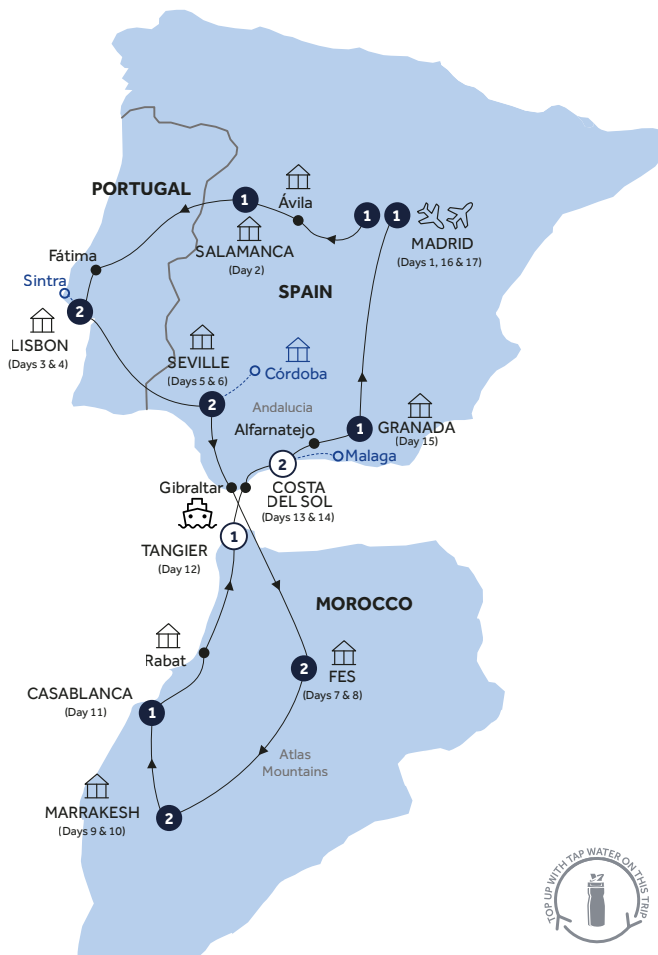 PORTUGAL
1
Ávila
1
1
SALAMANCA
(Day 2)
MADRID
(Days 1, 16 & 17)
Fátima
Sintra
SPAIN
2
LISBON
(Days 3 & 4)
SEVILLE
(Days 5 & 6)
Córdoba
2
Andalucia
Alfarnatejo
1
GRANADA
(Day 15)
2
Malaga
Gibraltar
COSTA
DEL SOL
(Days 13 & 14)
1
TANGIER
(Day 12)
MOROCCO
Rabat
2
FES
(Days 7 & 8)
CASABLANCA
(Day 11)
1
Atlas
Mountains
MARRAKESH
(Days 9 & 10)
2
TOP UP WITH TAP WATER ON THIS TRIP